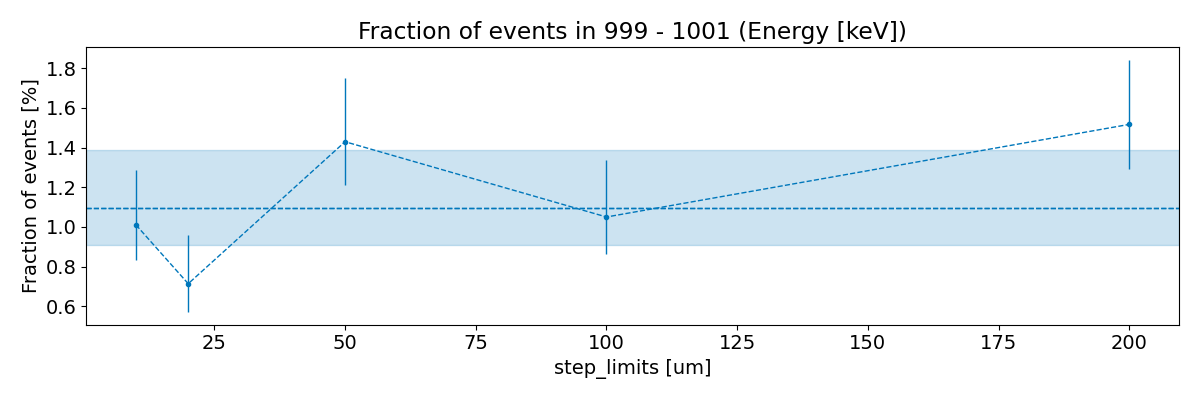 Fraction of events in 999 - 1001 (Energy [keV])
Fraction of events [%]
1.8
1.6
1.4
1.2
1.0
0.8
0.6
25 50 75 100 125 150 175 200
step_limits [um]